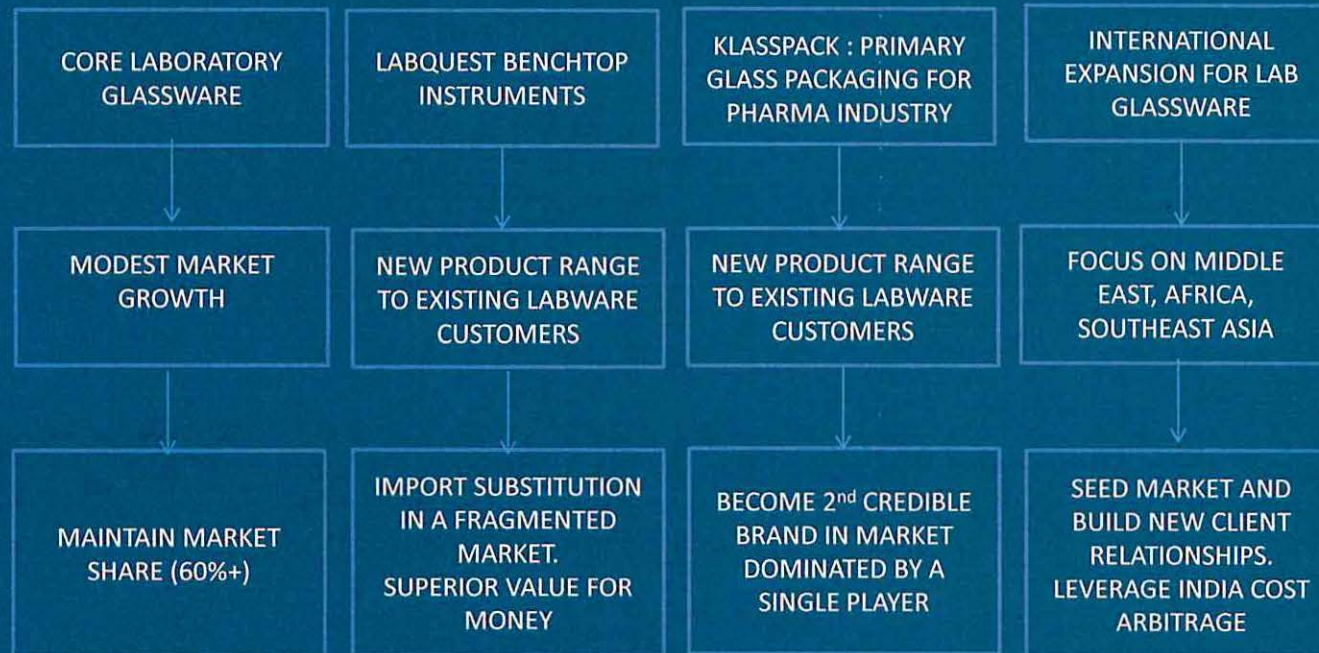 CORE LABORATORY
GLASSWARE
LABQUEST BENCHTOP
INSTRUMENTS
KLASSPACK : PRIMARY
GLASS PACKAGING FOR
PHARMA INDUSTRY
INTERNATIONAL
EXPANSION FOR LAB
GLASSWARE
MODEST MARKET
GROWTH
NEW PRODUCT RANGE
TO EXISTING LABWARE
CUSTOMERS
NEW PRODUCT RANGE
TO EXISTING LABWARE
CUSTOMERS
FOCUS ON MIDDLE
EAST, AFRICA,
SOUTHEAST ASIA
MAINTAIN MARKET
SHARE (60%+)
IMPORT SUBSTITUTION
IN A FRAGMENTED
MARKET.
SUPERIOR VALUE FOR
MONEY
BECOME 2nd CREDIBLE
BRAND IN MARKET
DOMINATED BY A
SINGLE PLAYER
SEED MARKET AND
BUILD NEW CLIENT
RELATIONSHIPS.
LEVERAGE INDIA COST
ARBITRAGE